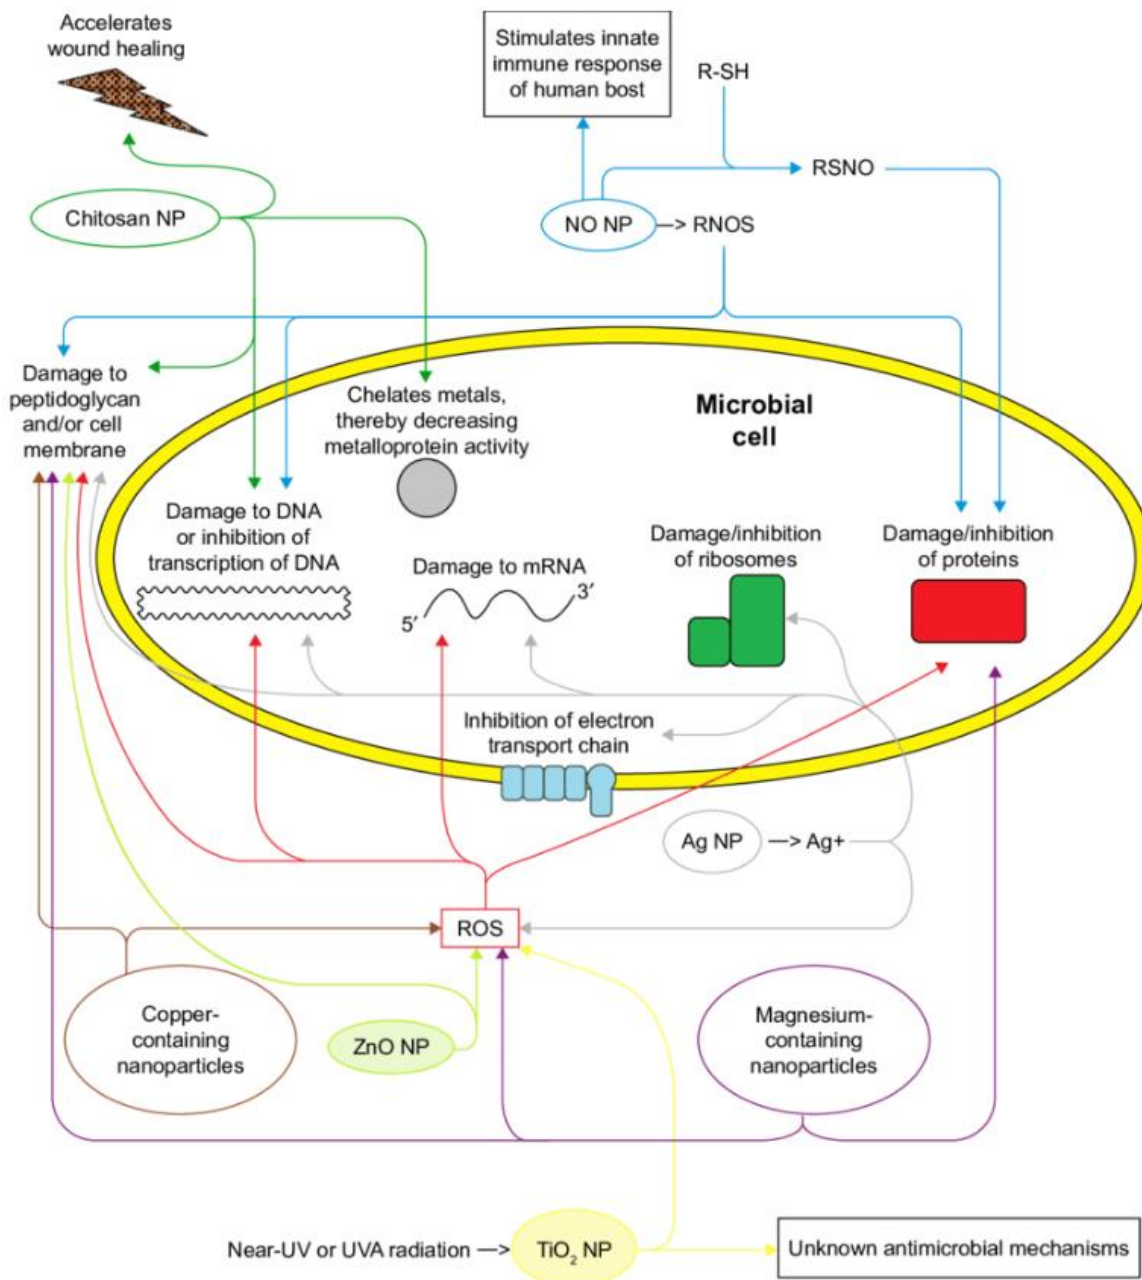 Accelerates
wound healing
Stimulates innate
immune response
of human bost
R-SH
RSNO
Chitosan NP
NO NP
RNOS
Damage to
peptidoglycan
and/or cell
membrane
Chelates metals,
thereby decreasing
metalloprotein activity
Microbial
cell
Damage to DNA
or inhibition of
transcription of DNA
Damage to mRNA
5′
3′
Damage/inhibition
of ribosomes
Damage/inhibition
of proteins
Inhibition of electron
transport chain
Ag NP
Ag+
ROS
Copper-
containing
nanoparticles
ZnO NP
Magnesium-
containing
nanoparticles
Near-UV or UVA radiation
TiO₂ NP
Unknown antimicrobial mechanisms